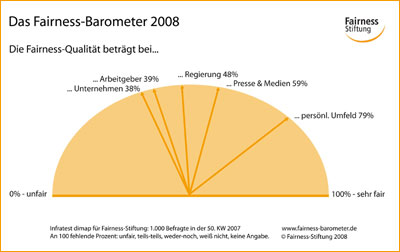 Das Fairness-Barometer 2008
Fairness
Stiftung
Die Fairness-Qualität beträgt bei...
... Arbeitgeber 39%
... Regierung 48%
... Unternehmen 38%
... Presse & Medien 59%
... persönl. Umfeld 79%
0% - unfair
100% - sehr fair
Infratest dimap für Fairness-Stiftung: 1.000 Befragte in der 50. KW 2007
An 100 fehlende Prozent: unfair, teils-teils, weder-noch, weiß nicht, keine Angabe.
www.fairness-barometer.de
© Fairness-Stiftung 2008